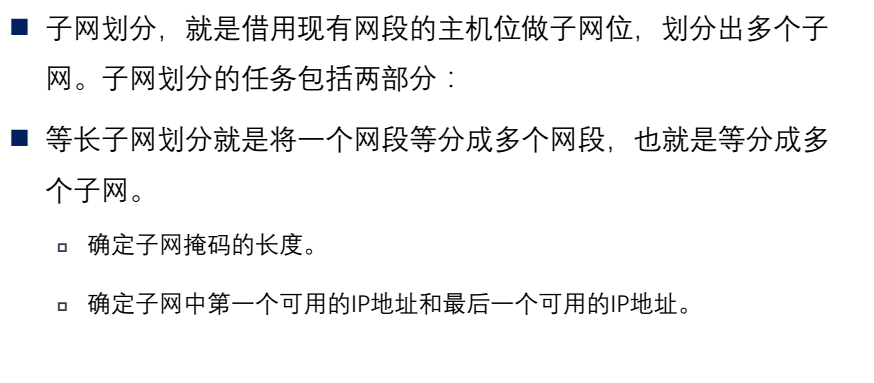 子网划分，就是借用现有网段的主机位做子网位，划分出多个子
网。子网划分的任务包括两部分：
等长子网划分就是将一个网段等分成多个网段，也就是等分成多
个子网。
确定子网掩码的长度。
确定子网中第一个可用的IP地址和最后一个可用的IP地址。